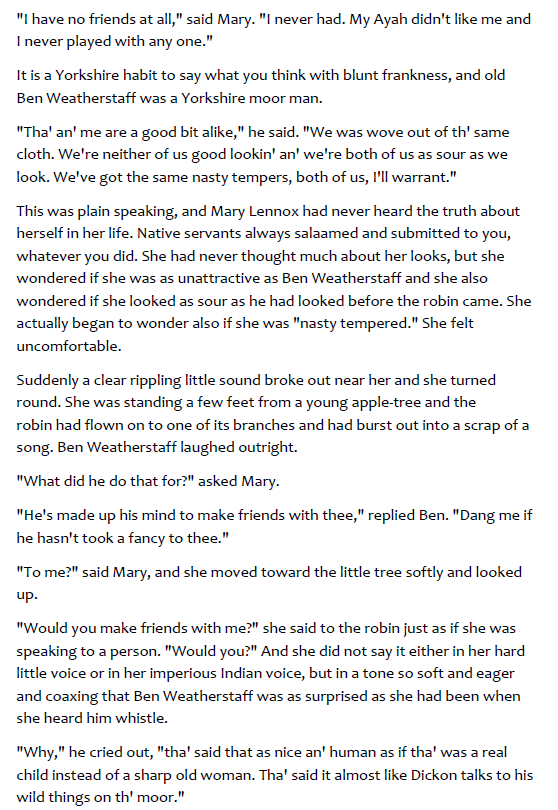 "I have no friends at all," said Mary. "I never had. My Ayah didn't like me and
I never played with any one."
It is a Yorkshire habit to say what you think with blunt frankness, and old
Ben Weatherstaff was a Yorkshire moor man.
"Tha' an' me are a good bit alike," he said. "We was wove out of th' same
cloth. We're neither of us good lookin' an' we're both of us as sour as we
look. We've got the same nasty tempers, both of us, I'll warrant."
This was plain speaking, and Mary Lennox had never heard the truth about
herself in her life. Native servants always salaamed and submitted to you,
whatever you did. She had never thought much about her looks, but she
wondered if she was as unattractive as Ben Weatherstaff and she also
wondered if she looked as sour as he had looked before the robin came. She
actually began to wonder also if she was "nasty tempered." She felt
uncomfortable.
Suddenly a clear rippling little sound broke out near her and she turned
round. She was standing a few feet from a young apple-tree and the
robin had flown on to one of its branches and had burst out into a scrap of a
song. Ben Weatherstaff laughed outright.
"What did he do that for?" asked Mary.
"He's made up his mind to make friends with thee," replied Ben. "Dang me if
he hasn't took a fancy to thee."
"To me?" said Mary, and she moved toward the little tree softly and looked
up.
"Would you make friends with me?" she said to the robin just as if she was
speaking to a person. "Would you?" And she did not say it either in her hard
little voice or in her imperious Indian voice, but in a tone so soft and eager
and coaxing that Ben Weatherstaff was as surprised as she had been when
she heard him whistle.
"Why," he cried out, "tha' said that as nice an' human as if tha' was a real
child instead of a sharp old woman. Tha' said it almost like Dickon talks to his
wild things on th' moor."